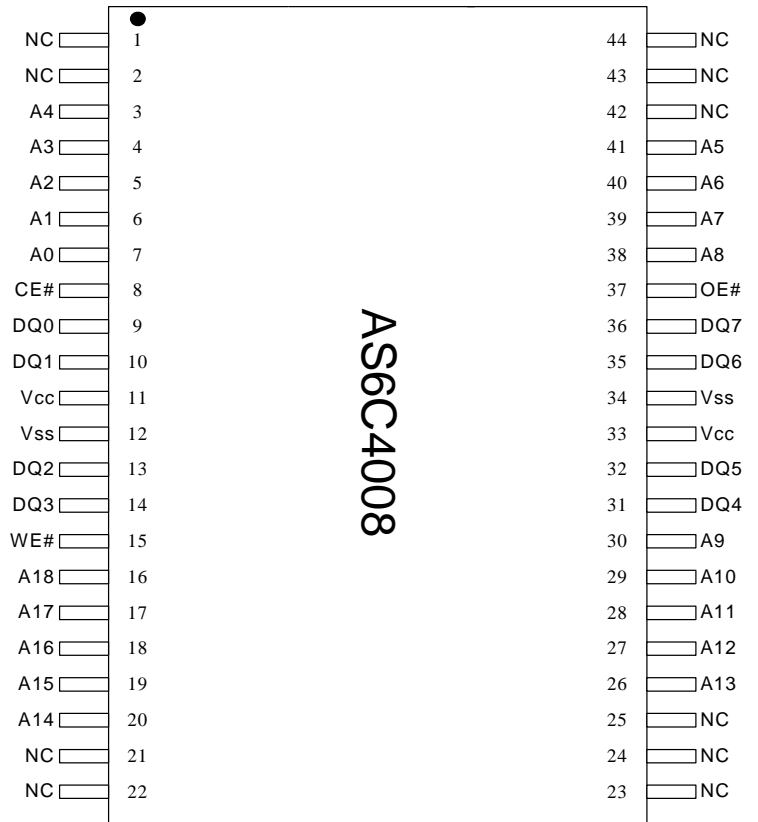 NC 1 44 NC
NC 2 43 NC
A4 3 42 NC
A3 4 41 A5
A2 5 40 A6
A1 6 39 A7
A0 7 38 A8
CE# 8 37 OE#
DQ0 9 36 DQ7
DQ1 10 35 DQ6
Vcc 11 34 Vss
Vss 12 33 Vcc
DQ2 13 32 DQ5
DQ3 14 31 DQ4
WE# 15 30 A9
A18 16 29 A10
A17 17 28 A11
A16 18 27 A12
A15 19 26 A13
A14 20 25 NC
NC 21 24 NC
NC 22 23 NC
AS6C4008